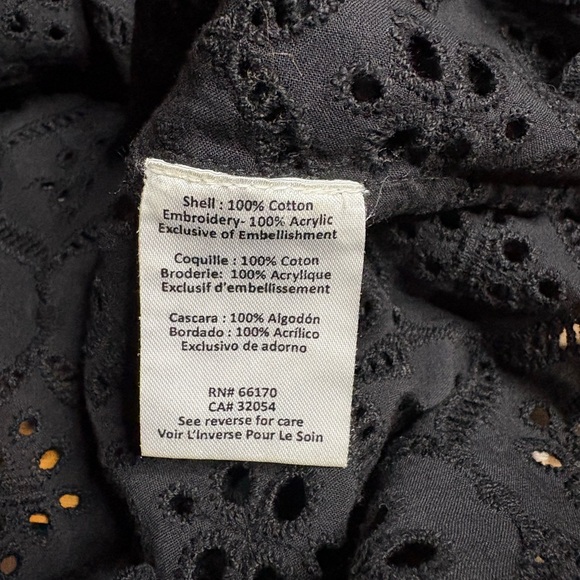 Shell : 100% Cotton
Embroidery- 100% Acrylic
Exclusive of Embellishment
Coquille : 100% Coton
Broderie: 100% Acrylique
Exclusif d'embellissement
Cascara : 100% Algodón
Bordado : 100% Acrílico
Exclusivo de adorno
RN# 66170
CA# 32054
See reverse for care
Voir L'Inverse Pour Le Soin